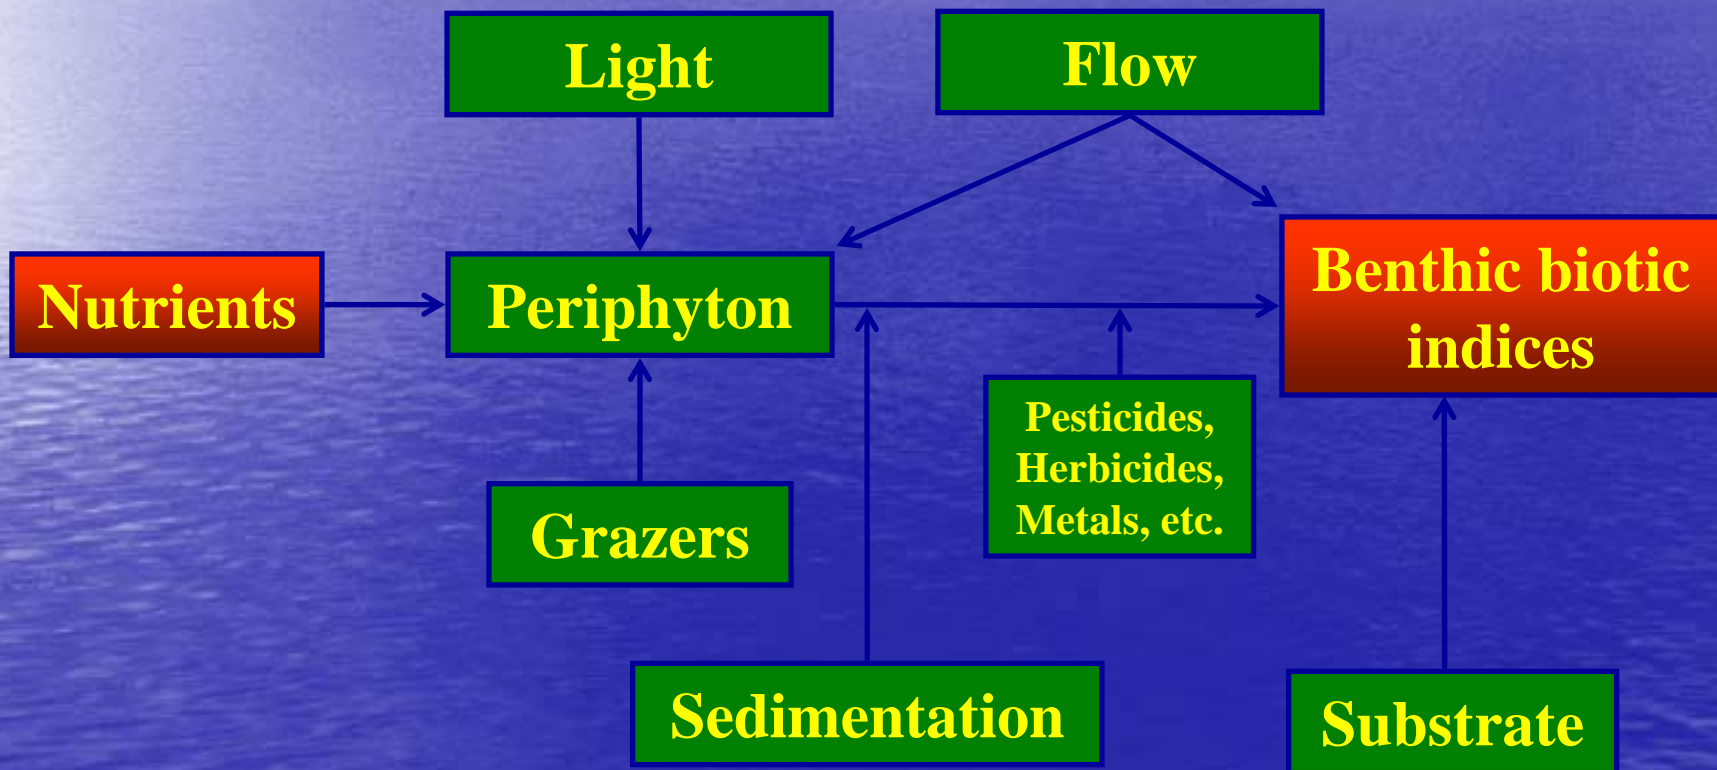 Light
Flow
Nutrients
Periphyton
Benthic biotic
indices
Pesticides,
Herbicides,
Metals, etc.
Grazers
Sedimentation
Substrate